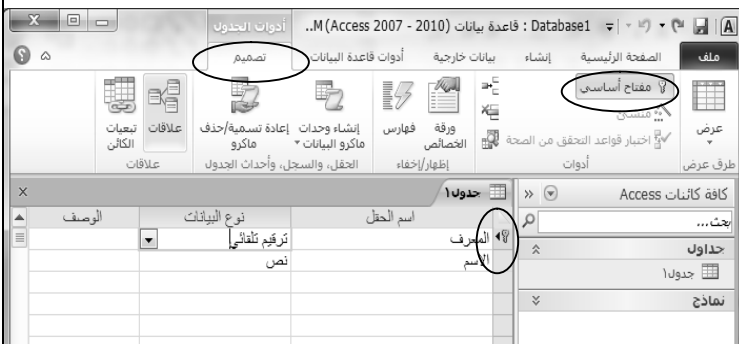 Database1 : قاعدة بيانات (Access 2007 - 2010) M..
أدوات الجدول
ملف
الصفحة الرئيسية
إنشاء
بيانات خارجية
أدوات قاعدة البيانات
تصميم
عرض
مفتاح أساسي
منشئ
اختبار قواعد التحقق من الصحة
ورقة الخصائص
فهارس
إنشاء وحدات ماكرو البيانات
إعادة تسمية/حذف ماكرو
علاقات
تبعيات الكائن
طرق عرض
أدوات
إظهار/إخفاء
الحقل، والسجل، وأحداث الجدول
علاقات
كافة كائنات Access
بحث...
جداول
جدول١
نماذج
جدول١
اسم الحقل
نوع البيانات
الوصف
المعرف
ترقيم تلقائي
الاسم
نص